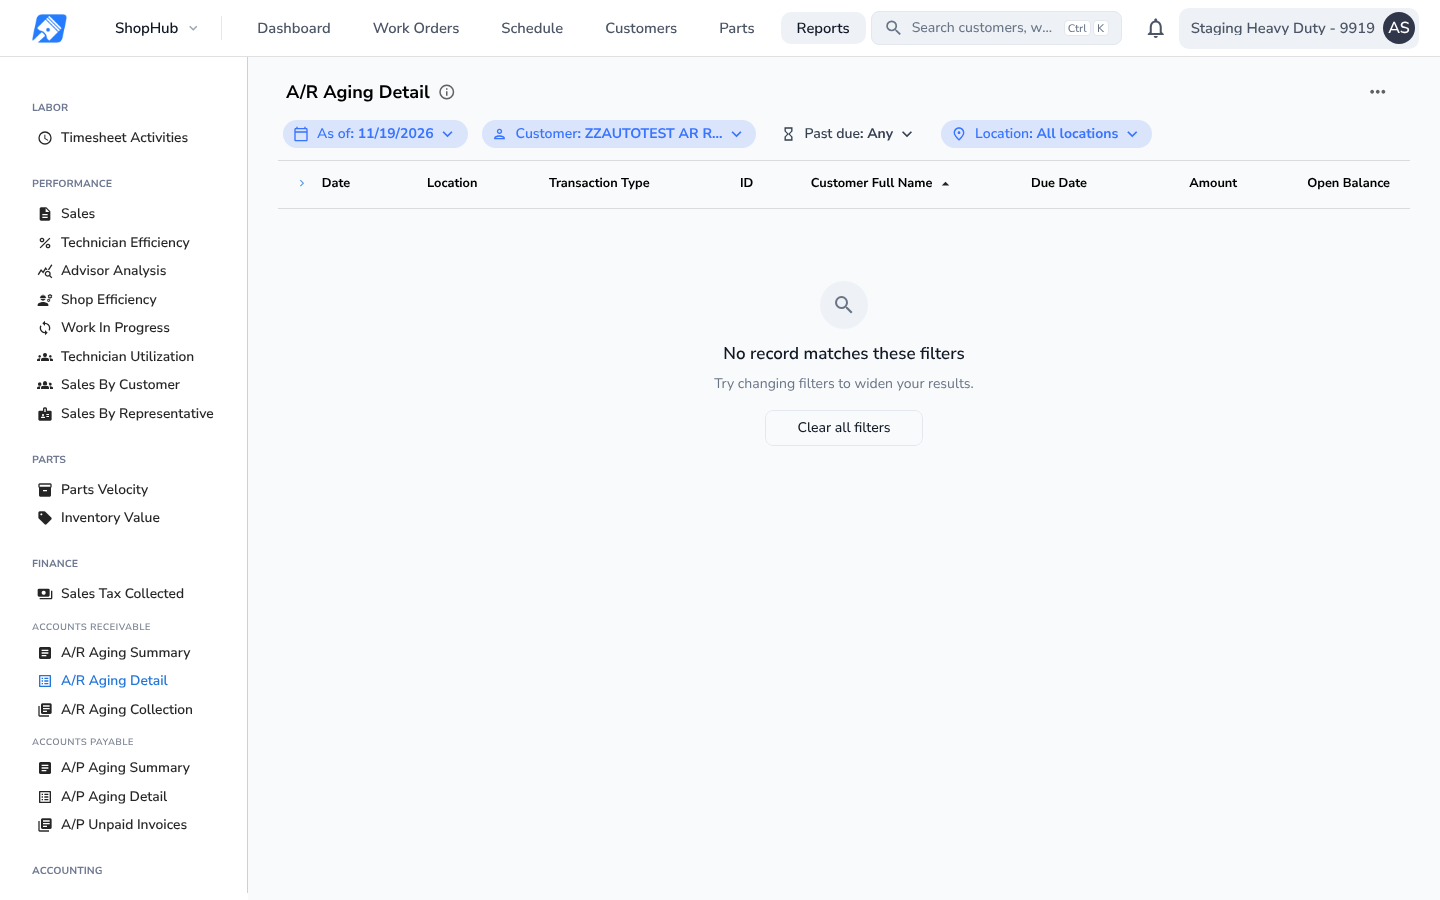 ShopHub
Dashboard
Work Orders
Schedule
Customers
Parts
Reports
Search customers, w...
Ctrl
K
Staging Heavy Duty - 9919
AS
LABOR
Timesheet Activities
PERFORMANCE
Sales
Technician Efficiency
Advisor Analysis
Shop Efficiency
Work In Progress
Technician Utilization
Sales By Customer
Sales By Representative
PARTS
Parts Velocity
Inventory Value
FINANCE
Sales Tax Collected
ACCOUNTS RECEIVABLE
A/R Aging Summary
A/R Aging Detail
A/R Aging Collection
ACCOUNTS PAYABLE
A/P Aging Summary
A/P Aging Detail
A/P Unpaid Invoices
ACCOUNTING
A/R Aging Detail
As of: 11/19/2026
Customer: ZZAUTOTEST AR R...
Past due: Any
Location: All locations
Date
Location
Transaction Type
ID
Customer Full Name
Due Date
Amount
Open Balance
No record matches these filters
Try changing filters to widen your results.
Clear all filters